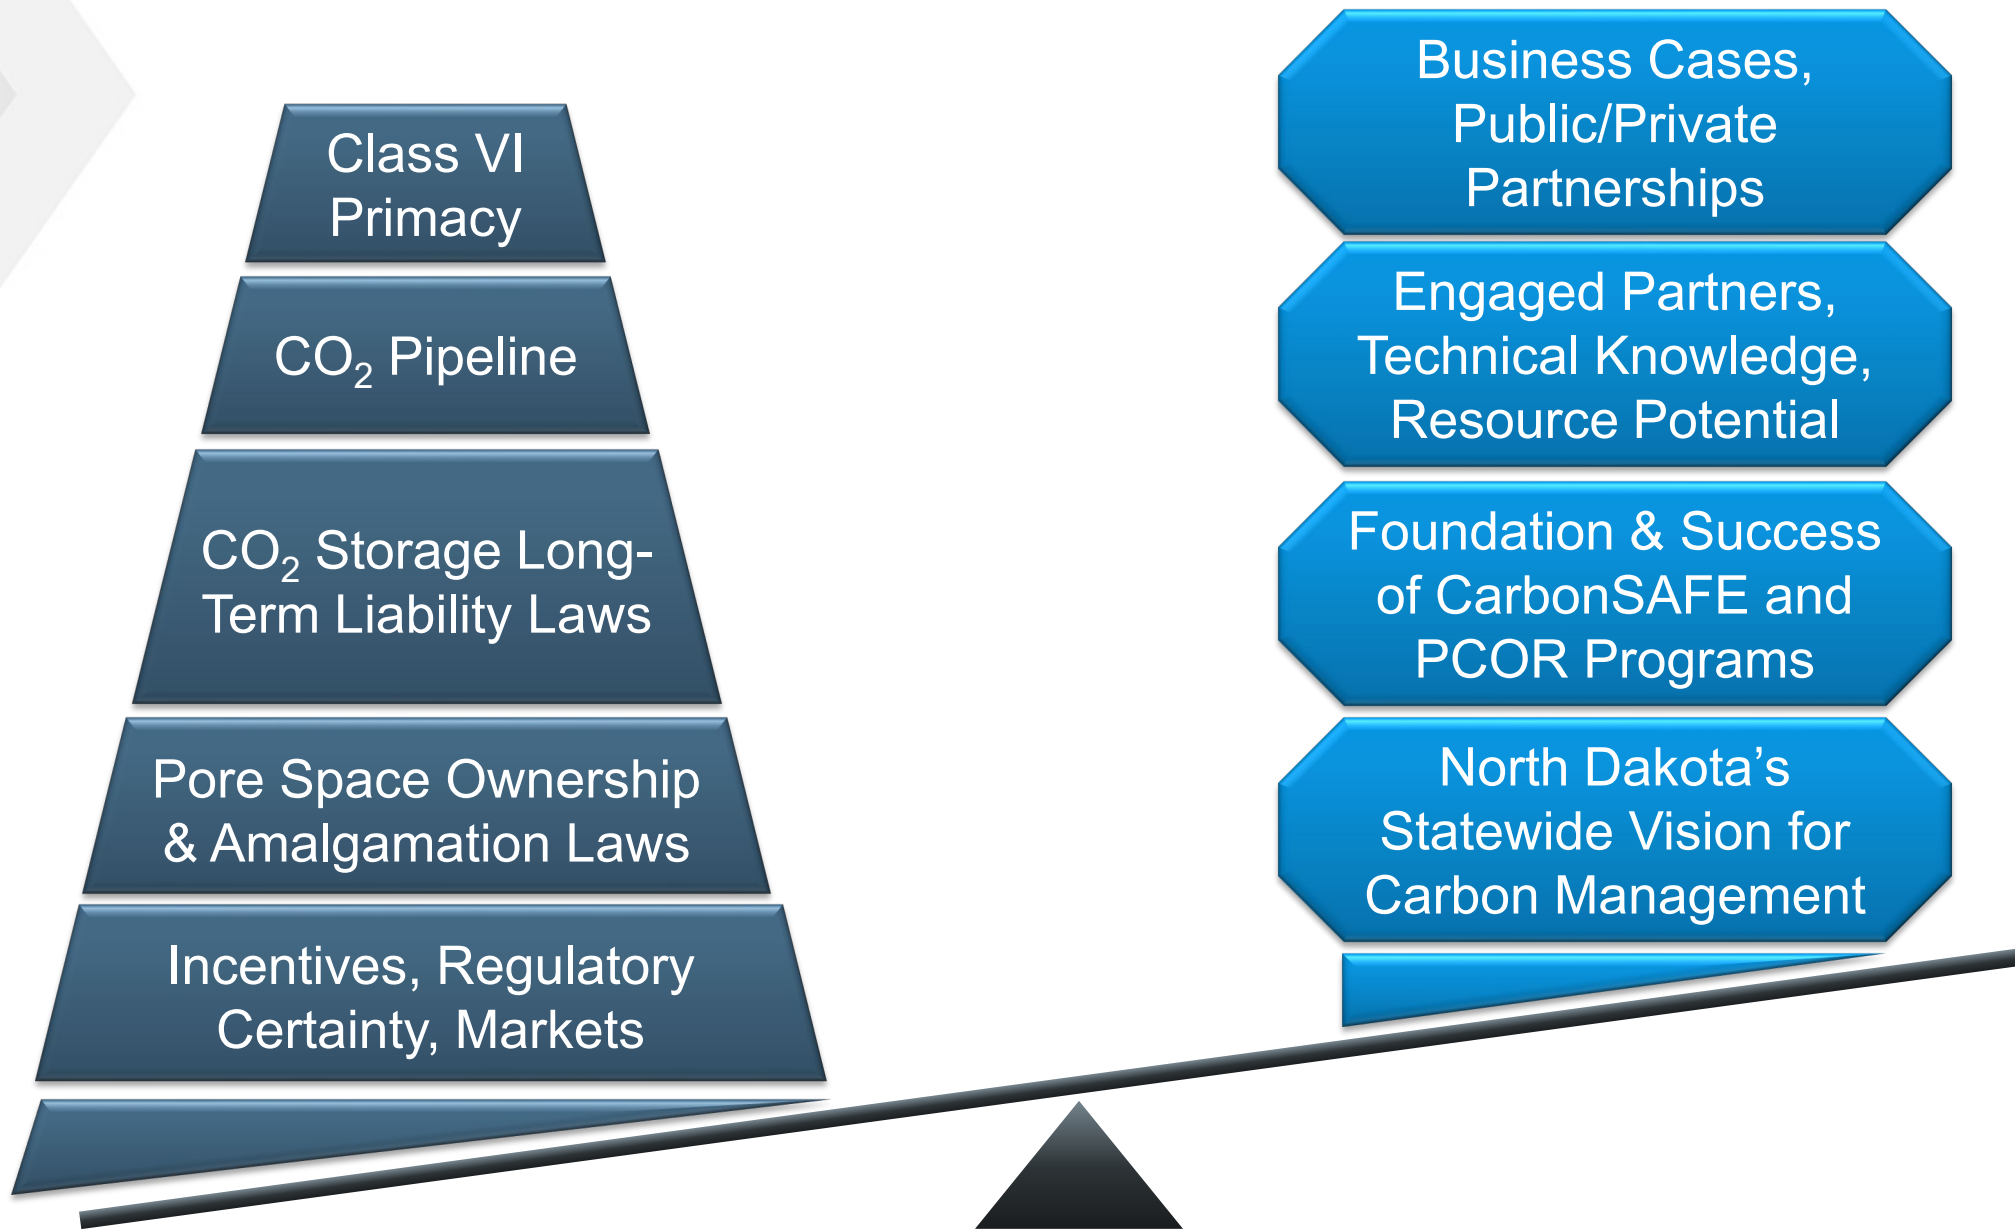 Class VI
Primacy
CO₂ Pipeline
CO₂ Storage Long-
Term Liability Laws
Pore Space Ownership
& Amalgamation Laws
Incentives, Regulatory
Certainty, Markets
Business Cases,
Public/Private
Partnerships
Engaged Partners,
Technical Knowledge,
Resource Potential
Foundation & Success
of CarbonSAFE and
PCOR Programs
North Dakota’s
Statewide Vision for
Carbon Management